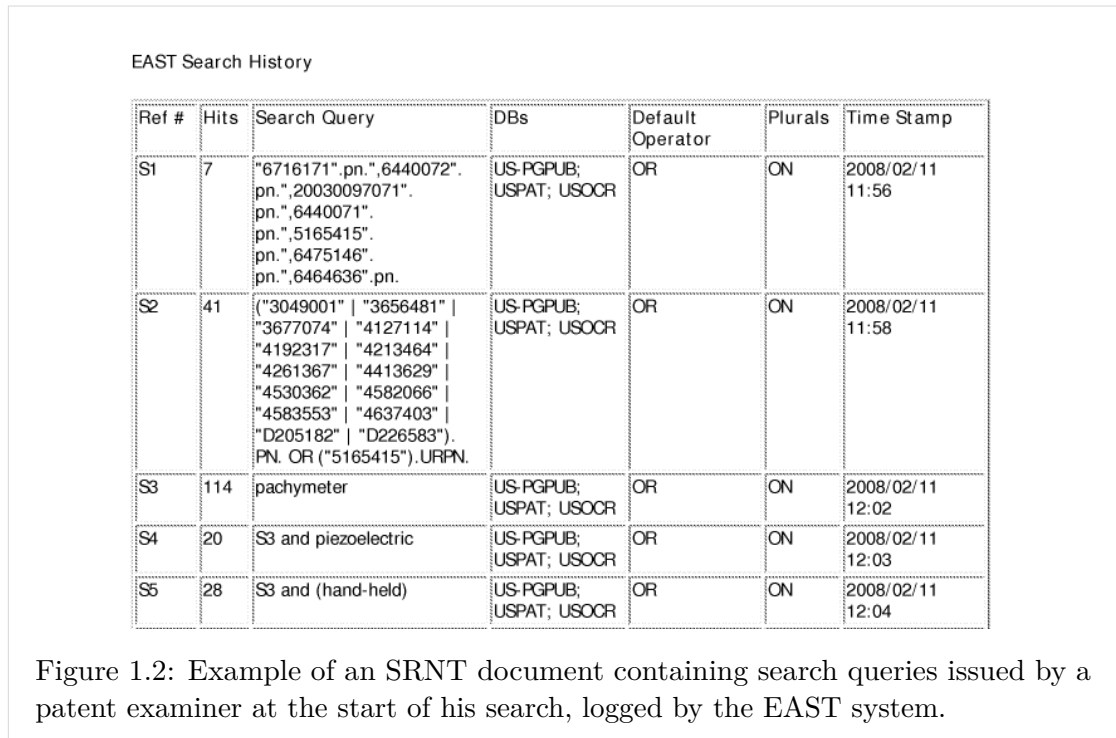 EAST Search History
Ref # Hits Search Query DBs Default Operator Plurals Time Stamp
S1 7 "6716171".pn.",6440072". US-PGPUB; OR ON 2008/02/11
pn.",20030097071". USPAT; USOCR 11:56
pn.",6440071".
pn.",5165415".
pn.",6475146".
pn.",6464636".pn.
S2 41 ("3049001" | "3656481" | US-PGPUB; OR ON 2008/02/11
"3677074" | "4127114" | USPAT; USOCR 11:58
"4192317" | "4213464" |
"4261367" | "4413629" |
"4530362" | "4582066" |
"4583553" | "4637403" |
"D205182" | "D226583").
PN. OR ("5165415").URPN.
S3 114 pachymeter US-PGPUB; OR ON 2008/02/11
USPAT; USOCR 12:02
S4 20 S3 and piezoelectric US-PGPUB; OR ON 2008/02/11
USPAT; USOCR 12:03
S5 28 S3 and (hand-held) US-PGPUB; OR ON 2008/02/11
USPAT; USOCR 12:04
Figure 1.2: Example of an SRNT document containing search queries issued by a
patent examiner at the start of his search, logged by the EAST system.